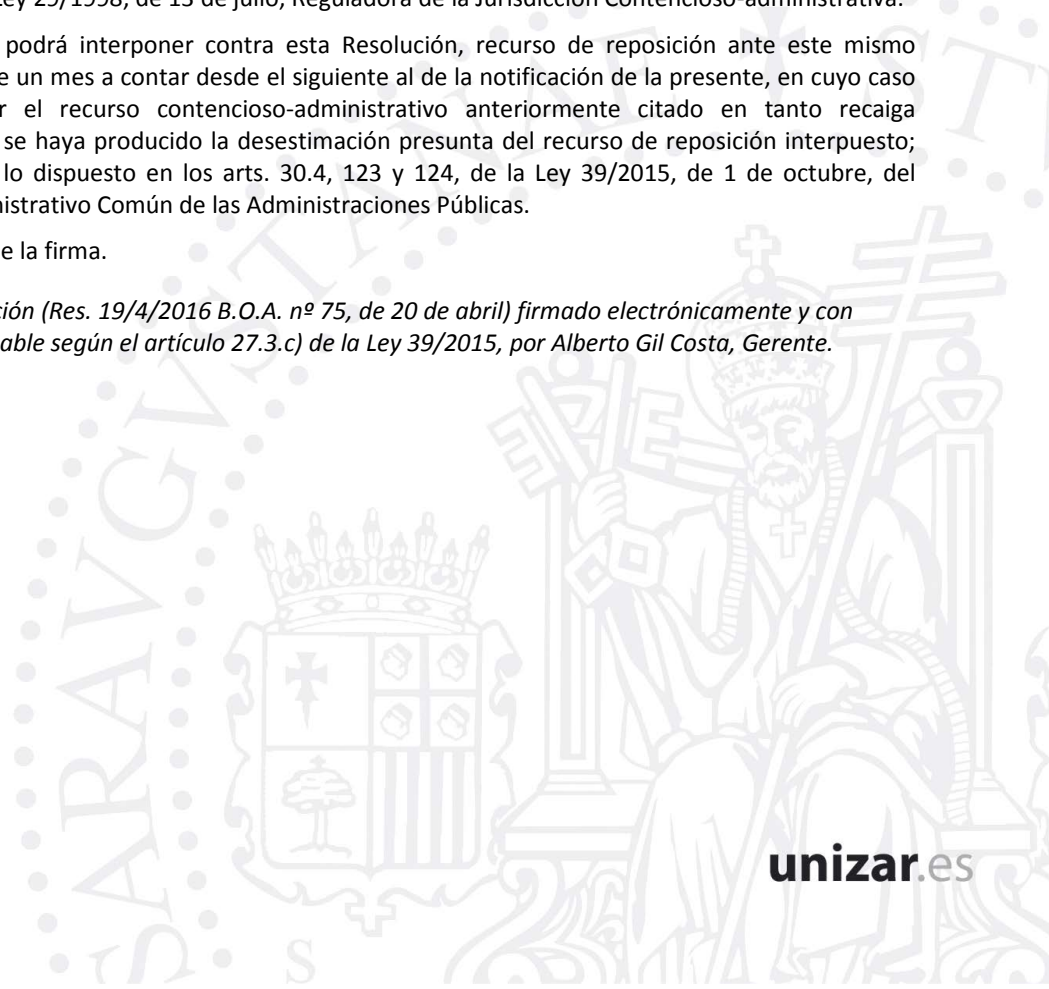 Ley 29/1998, de 13 de julio, Reguladora de la Jurisdicción Contencioso-administrativa.
podrá interponer contra esta Resolución, recurso de reposición ante este mismo
e un mes a contar desde el siguiente al de la notificación de la presente, en cuyo caso
r el recurso contencioso-administrativo anteriormente citado en tanto recaiga
se haya producido la desestimación presunta del recurso de reposición interpuesto;
lo dispuesto en los arts. 30.4, 123 y 124, de la Ley 39/2015, de 1 de octubre, del
nistrativo Común de las Administraciones Públicas.
e la firma.
ción (Res. 19/4/2016 B.O.A. nº 75, de 20 de abril) firmado electrónicamente y con
able según el artículo 27.3.c) de la Ley 39/2015, por Alberto Gil Costa, Gerente.
SARAVGVSTANAE
ST
S
unizar.es